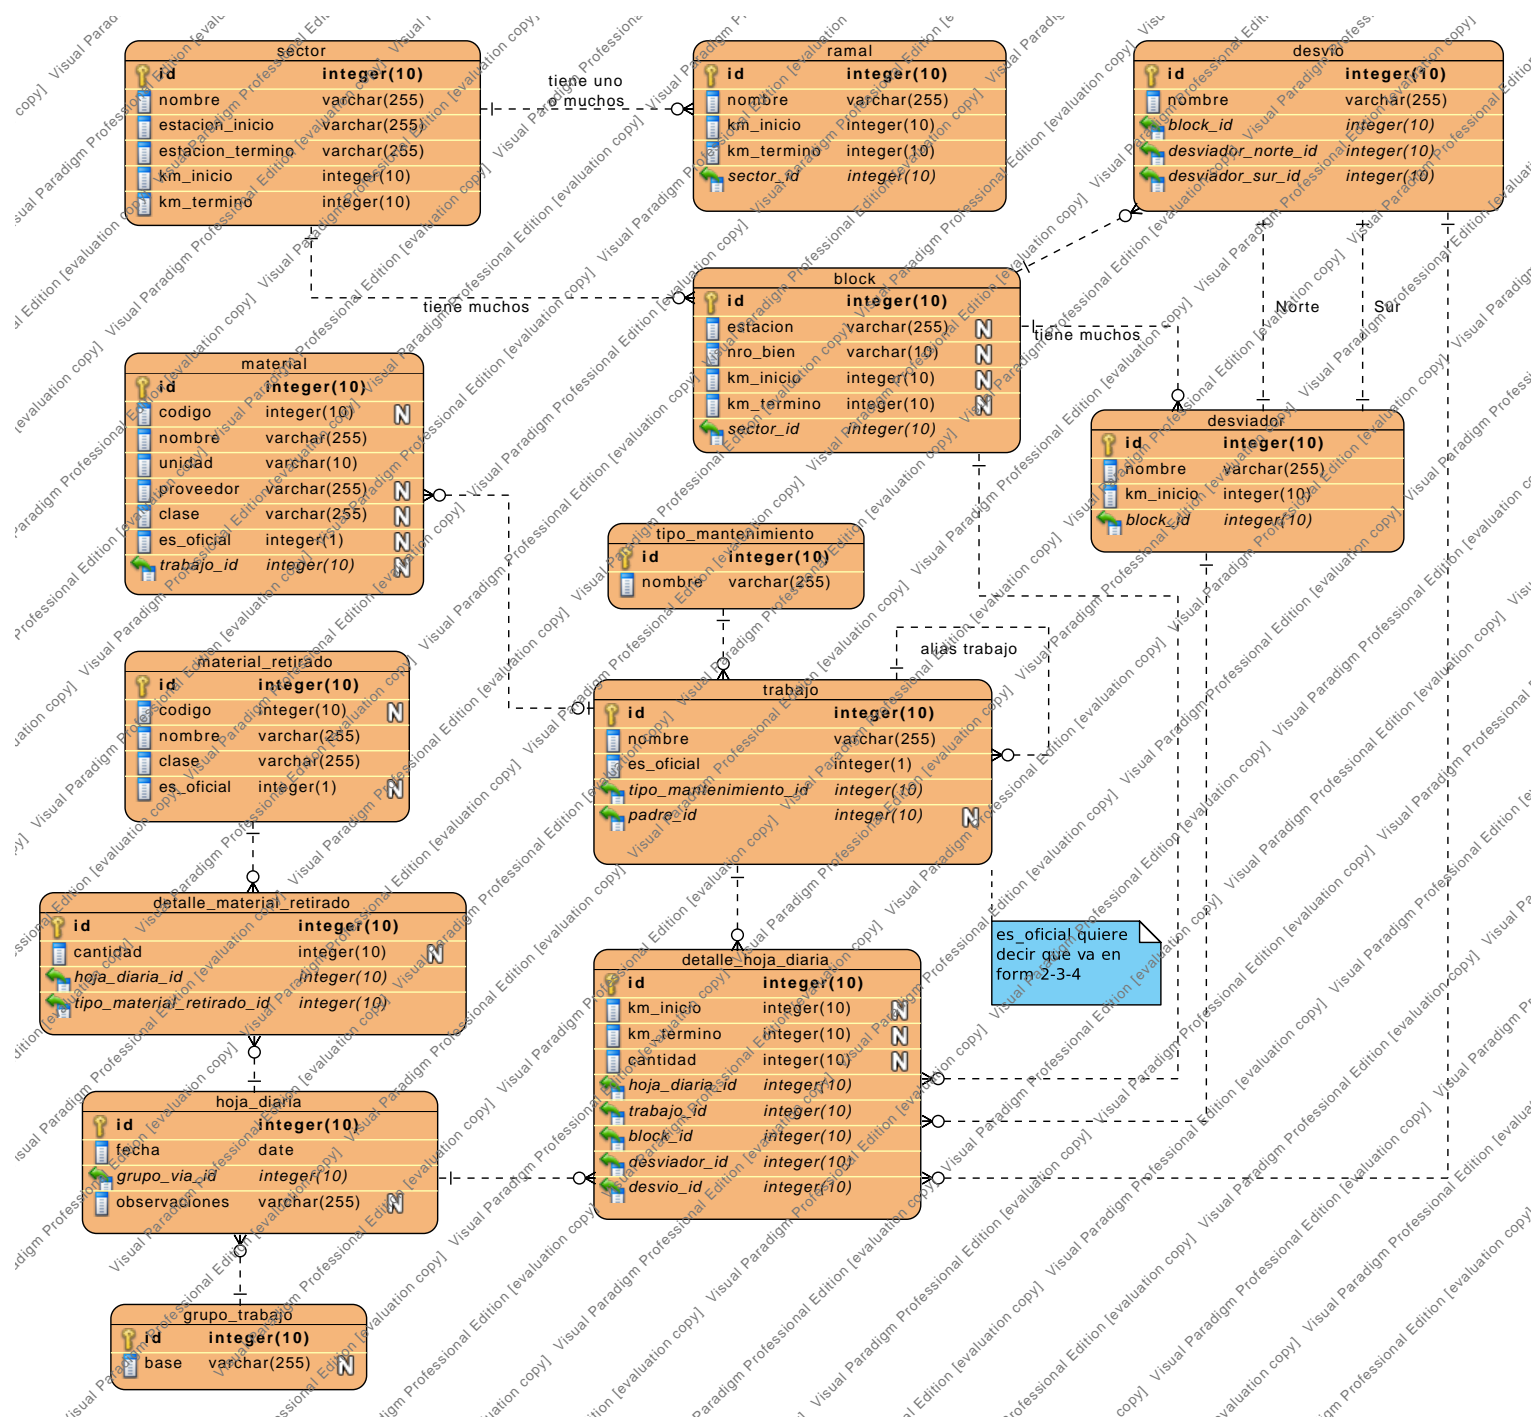 sector
id integer(10)
nombre varchar(255)
estacion_inicio varchar(255)
estacion_termino varchar(255)
km_inicio integer(10)
km_termino integer(10)
tiene uno
o muchos
ramal
id integer(10)
nombre varchar(255)
km_inicio integer(10)
km_termino integer(10)
sector_id integer(10)
desvio
id integer(10)
nombre varchar(255)
block_id integer(10)
desviador_norte_id integer(10)
desviador_sur_id integer(10)
tiene muchos
block
id integer(10)
estacion varchar(255) N
nro_bien varchar(10) N
km_inicio integer(10) N
km_termino integer(10) N
sector_id integer(10)
tiene muchos
Norte
Sur
material
id integer(10)
codigo integer(10) N
nombre varchar(255)
unidad varchar(10)
proveedor varchar(255) N
clase varchar(255) N
es_oficial integer(1) N
trabajo_id integer(10) N
desviador
id integer(10)
nombre varchar(255)
km_inicio integer(10)
block_id integer(10)
tipo_mantenimiento
id integer(10)
nombre varchar(255)
alias trabajo
material_retirado
id integer(10)
codigo integer(10) N
nombre varchar(255)
clase varchar(255)
es_oficial integer(1) N
trabajo
id integer(10)
nombre varchar(255)
es_oficial integer(1)
tipo_mantenimiento_id integer(10)
padre_id integer(10) N
detalle_material_retirado
id integer(10)
cantidad integer(10) N
hoja_diaria_id integer(10)
tipo_material_retirado_id integer(10)
es_oficial quiere
decir que va en
form 2-3-4
detalle_hoja_diaria
id integer(10)
km_inicio integer(10) N
km_termino integer(10) N
cantidad integer(10) N
hoja_diaria_id integer(10)
trabajo_id integer(10)
block_id integer(10)
desviador_id integer(10)
desvio_id integer(10)
hoja_diaria
id integer(10)
fecha date
grupo_via_id integer(10)
observaciones varchar(255) N
grupo_trabajo
id integer(10)
base varchar(255) N
Visual Paradigm Professional Edition [evaluation copy]